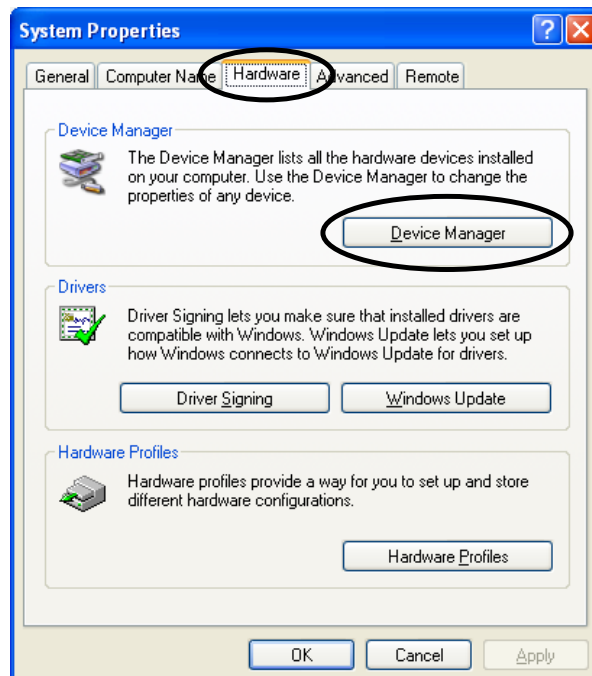 System Properties
General Computer Name Hardware Advanced Remote
Device Manager
The Device Manager lists all the hardware devices installed
on your computer. Use the Device Manager to change the
properties of any device.
Device Manager
Drivers
Driver Signing lets you make sure that installed drivers are
compatible with Windows. Windows Update lets you set up
how Windows connects to Windows Update for drivers.
Driver Signing Windows Update
Hardware Profiles
Hardware profiles provide a way for you to set up and store
different hardware configurations.
Hardware Profiles
OK Cancel Apply